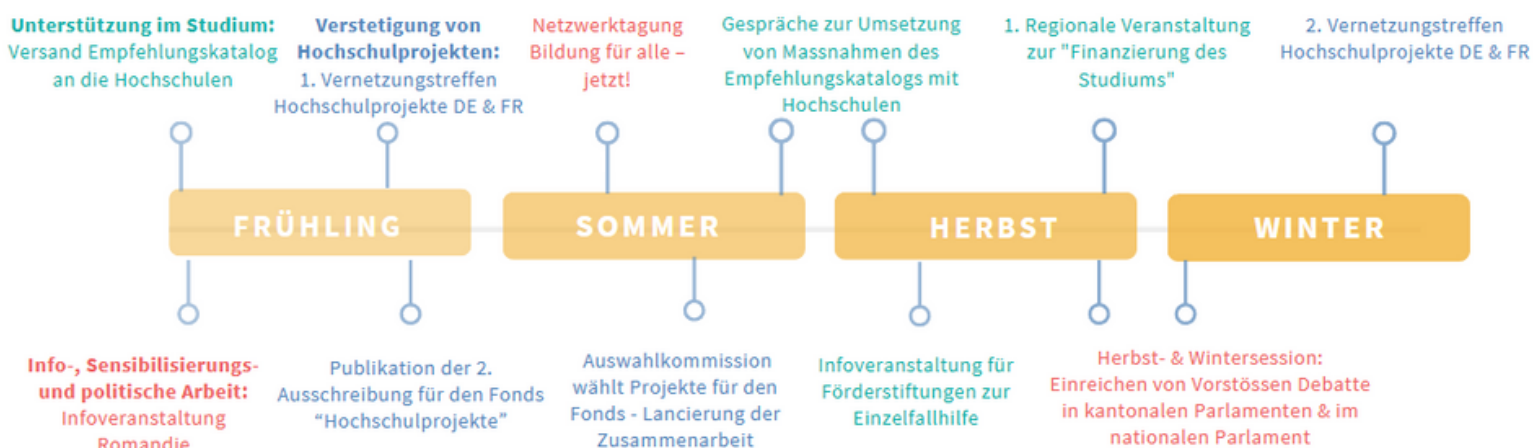 Unterstützung im Studium:
Versand Empfehlungskatalog
an die Hochschulen
Verstetigung von
Hochschulprojekten:
1. Vernetzungstreffen
Hochschulprojekte DE & FR
Netzwerktagung
Bildung für alle –
jetzt!
Gespräche zur Umsetzung
von Massnahmen des
Empfehlungskatalogs mit
Hochschulen
1. Regionale Veranstaltung
zur "Finanzierung des
Studiums"
2. Vernetzungstreffen
Hochschulprojekte DE & FR
FRÜHLING
SOMMER
HERBST
WINTER
Info-, Sensibilisierungs-
und politische Arbeit:
Infoveranstaltung
Romandie
Publikation der 2.
Ausschreibung für den Fonds
“Hochschulprojekte”
Auswahlkommission
wählt Projekte für den
Fonds - Lancierung der
Zusammenarbeit
Infoveranstaltung für
Förderstiftungen zur
Einzelfallhilfe
Herbst- & Wintersession:
Einreichen von Vorstössen Debatte
in kantonalen Parlamenten & im
nationalen Parlament